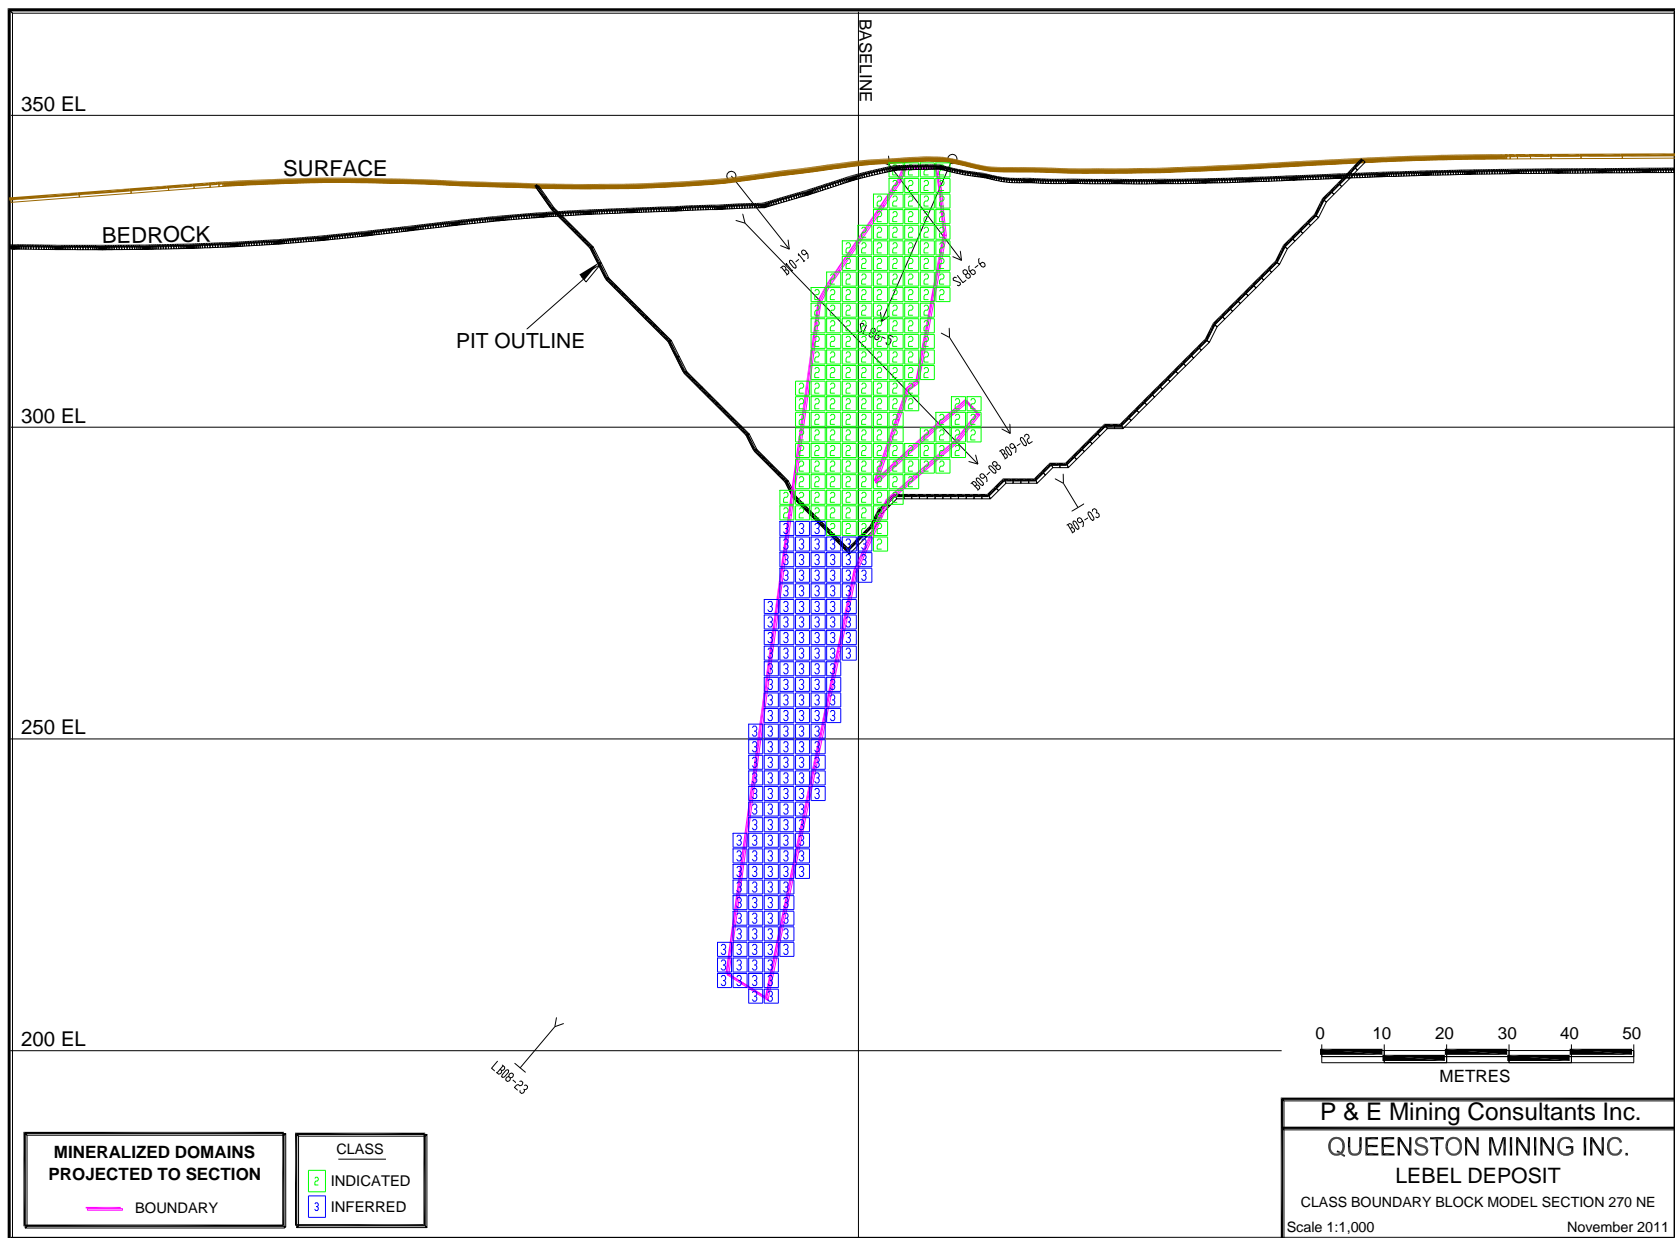 BASELINE
350 EL
SURFACE
BEDROCK
B10-19
SL86-6
SL86-5
PIT OUTLINE
300 EL
B09-02
B09-08
B09-03
250 EL
200 EL
LB08-23
0 10 20 30 40 50
METRES
P & E Mining Consultants Inc.
QUEENSTON MINING INC.
LEBEL DEPOSIT
CLASS BOUNDARY BLOCK MODEL SECTION 270 NE
Scale 1:1,000 November 2011
MINERALIZED DOMAINS
PROJECTED TO SECTION
BOUNDARY
CLASS
2 INDICATED
3 INFERRED